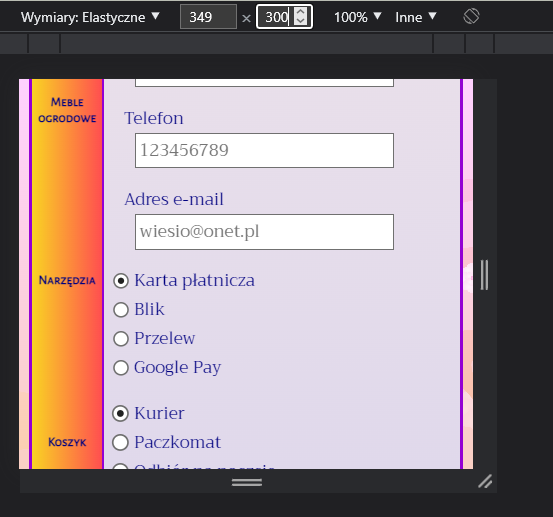 Wymiary: Elastyczne ▼ 349 × 300 100% ▼ Inne ▼
Meble
ogrodowe
Telefon
123456789
Adres e-mail
wiesio@onet.pl
Narzędzia
Karta płatnicza
Blik
Przelew
Google Pay
Kurier
Koszyk
Paczkomat